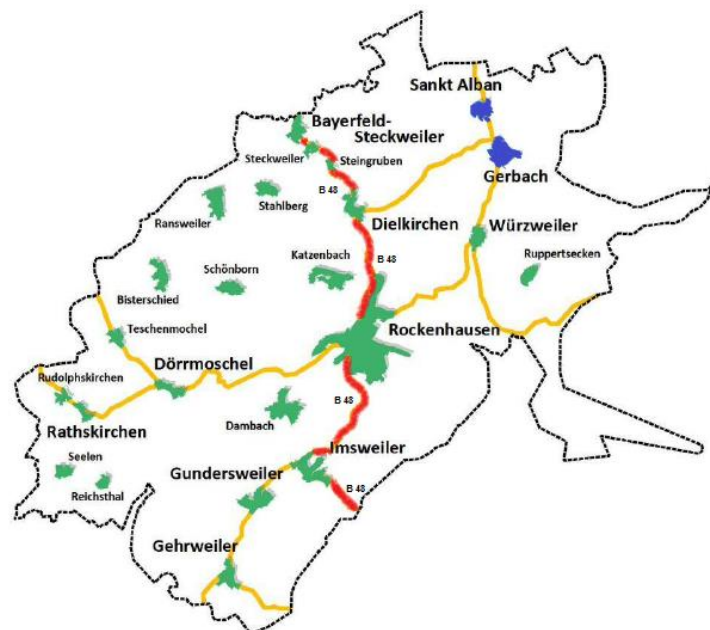 Sankt Alban
Bayerfeld-
Steckweiler
Steckweiler
Steingruben
Gerbach
B 48
Stahlberg
Ransweiler
Dielkirchen
Würzweiler
Katzenbach
B 48
Ruppertsecken
Schönborn
Bisterschied
Teschenmochel
Rockenhausen
Dörrmoschel
Rudolphskirchen
B 48
Dambach
Rathskirchen
Imsweiler
Seelen
Gundersweiler
B 48
Reichsthal
Gehrweiler